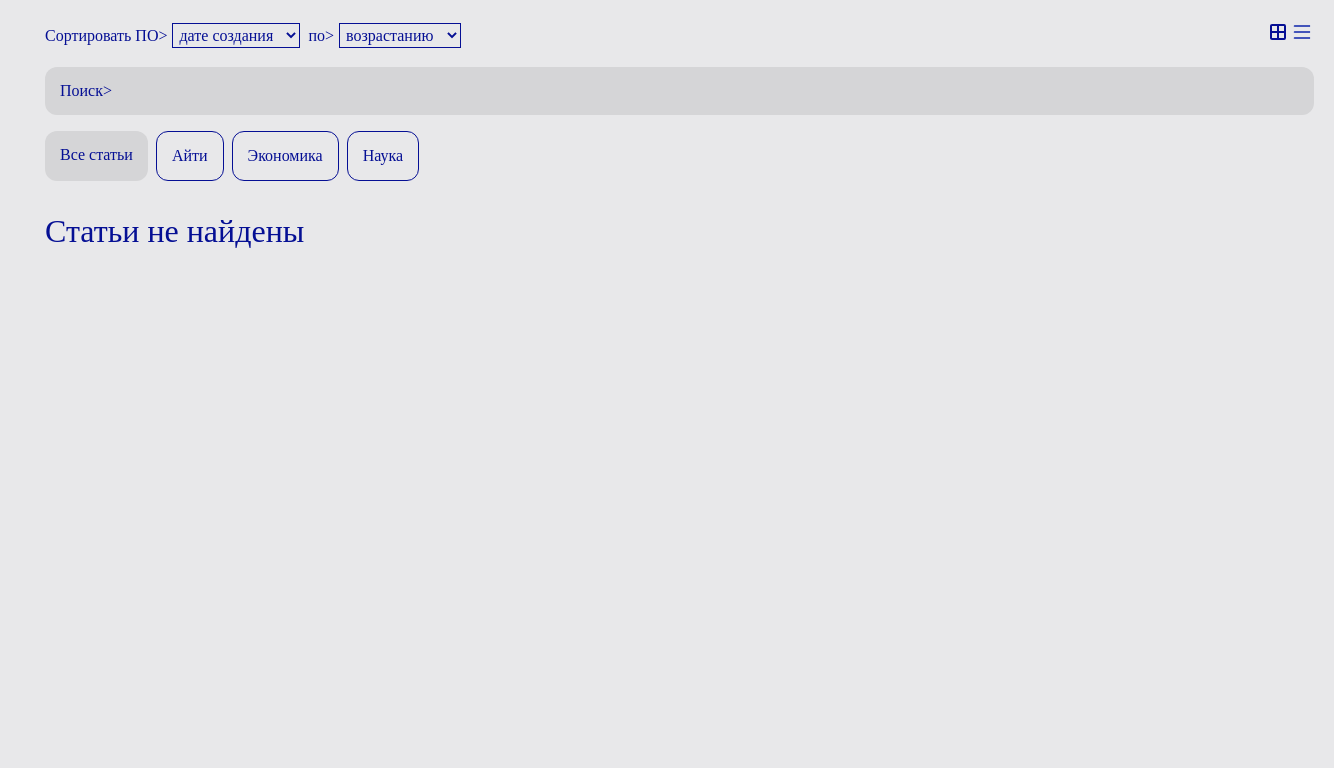 Сортировать ПО> дате создания по> возрастанию
Поиск>
Все статьи Айти Экономика Наука
Статьи не найдены